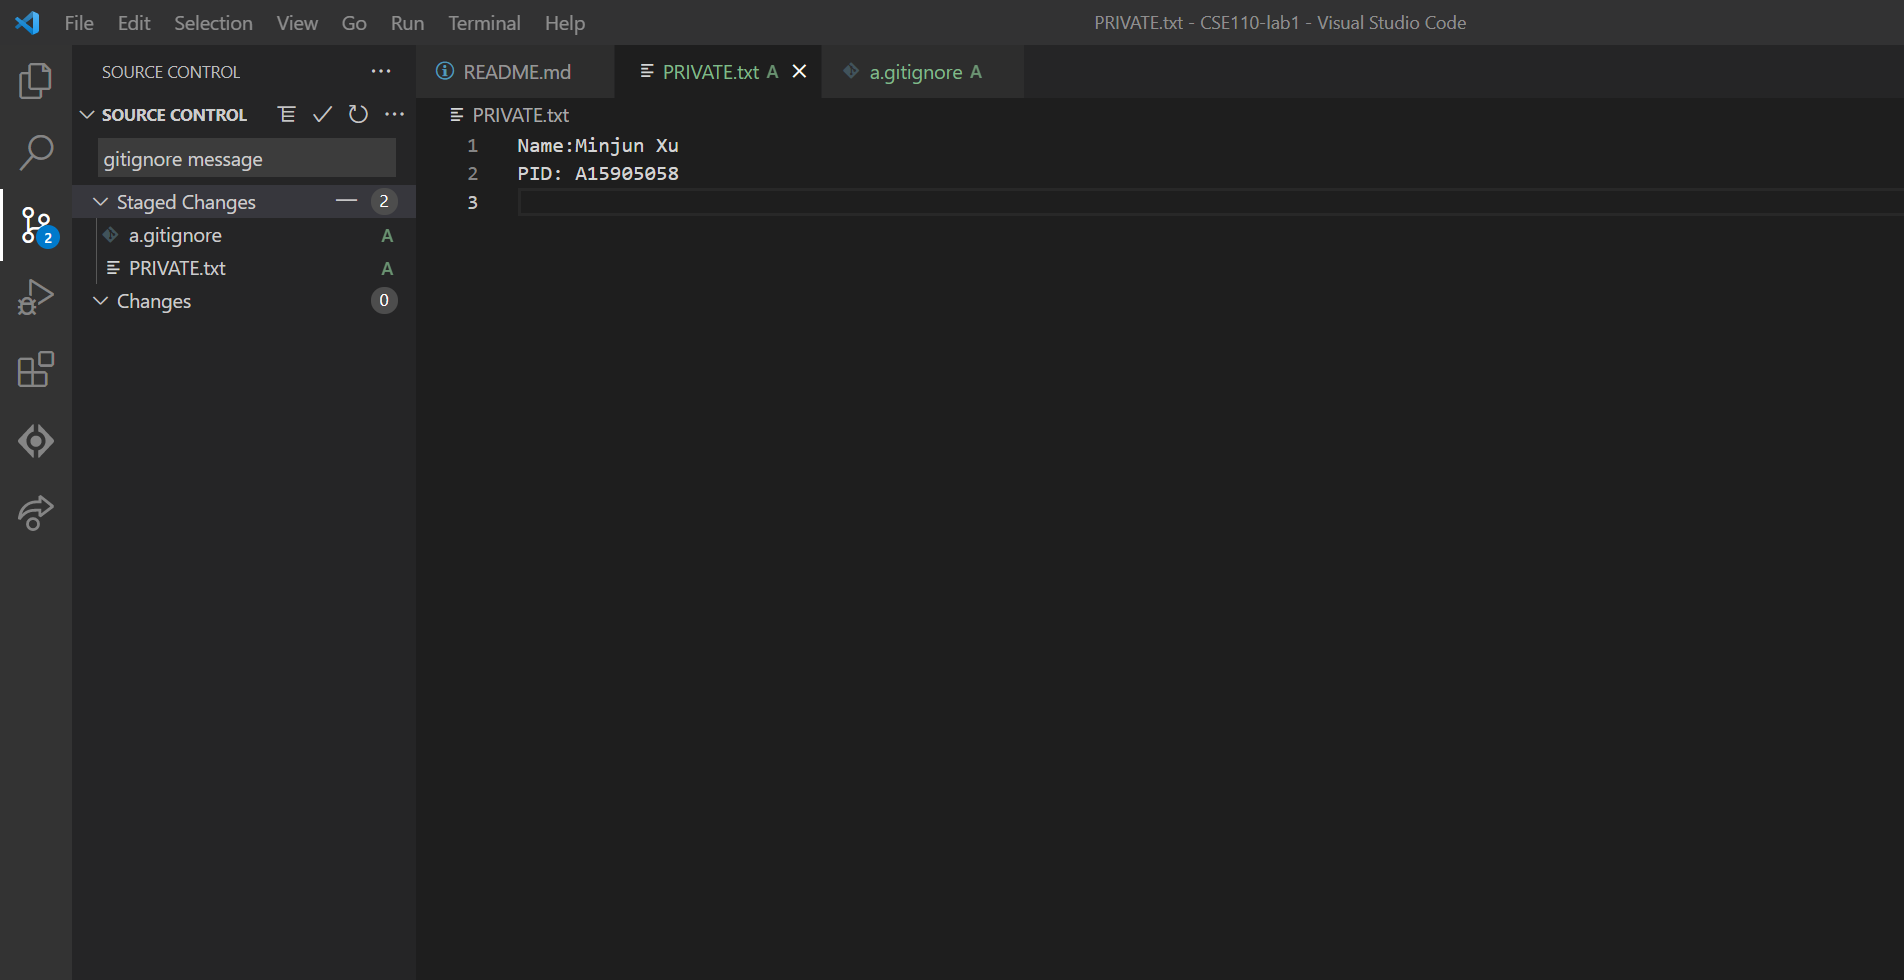 File Edit Selection View Go Run Terminal Help
PRIVATE.txt - CSE110-lab1 - Visual Studio Code
SOURCE CONTROL
SOURCE CONTROL
gitignore message
Staged Changes 2
a.gitignore A
PRIVATE.txt A
Changes 0
2
README.md
PRIVATE.txt A
a.gitignore A
PRIVATE.txt
1 Name:Minjun Xu
2 PID: A15905058
3